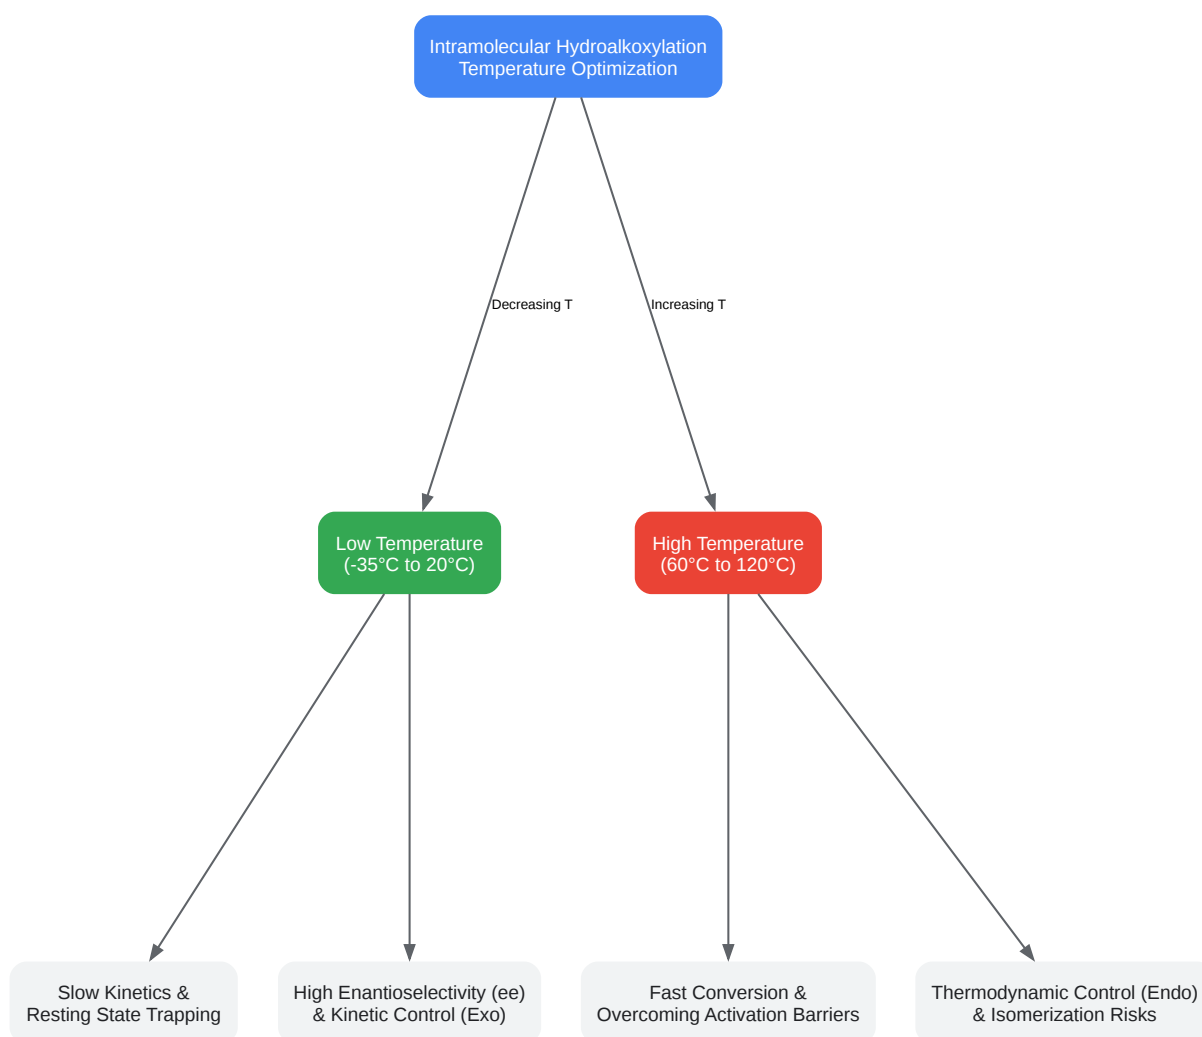 Intramolecular Hydroalkoxylation
Temperature Optimization
Decreasing T
Increasing T
Low Temperature
(-35°C to 20°C)
High Temperature
(60°C to 120°C)
Slow Kinetics &
Resting State Trapping
High Enantioselectivity (ee)
& Kinetic Control (Exo)
Fast Conversion &
Overcoming Activation Barriers
Thermodynamic Control (Endo)
& Isomerization Risks